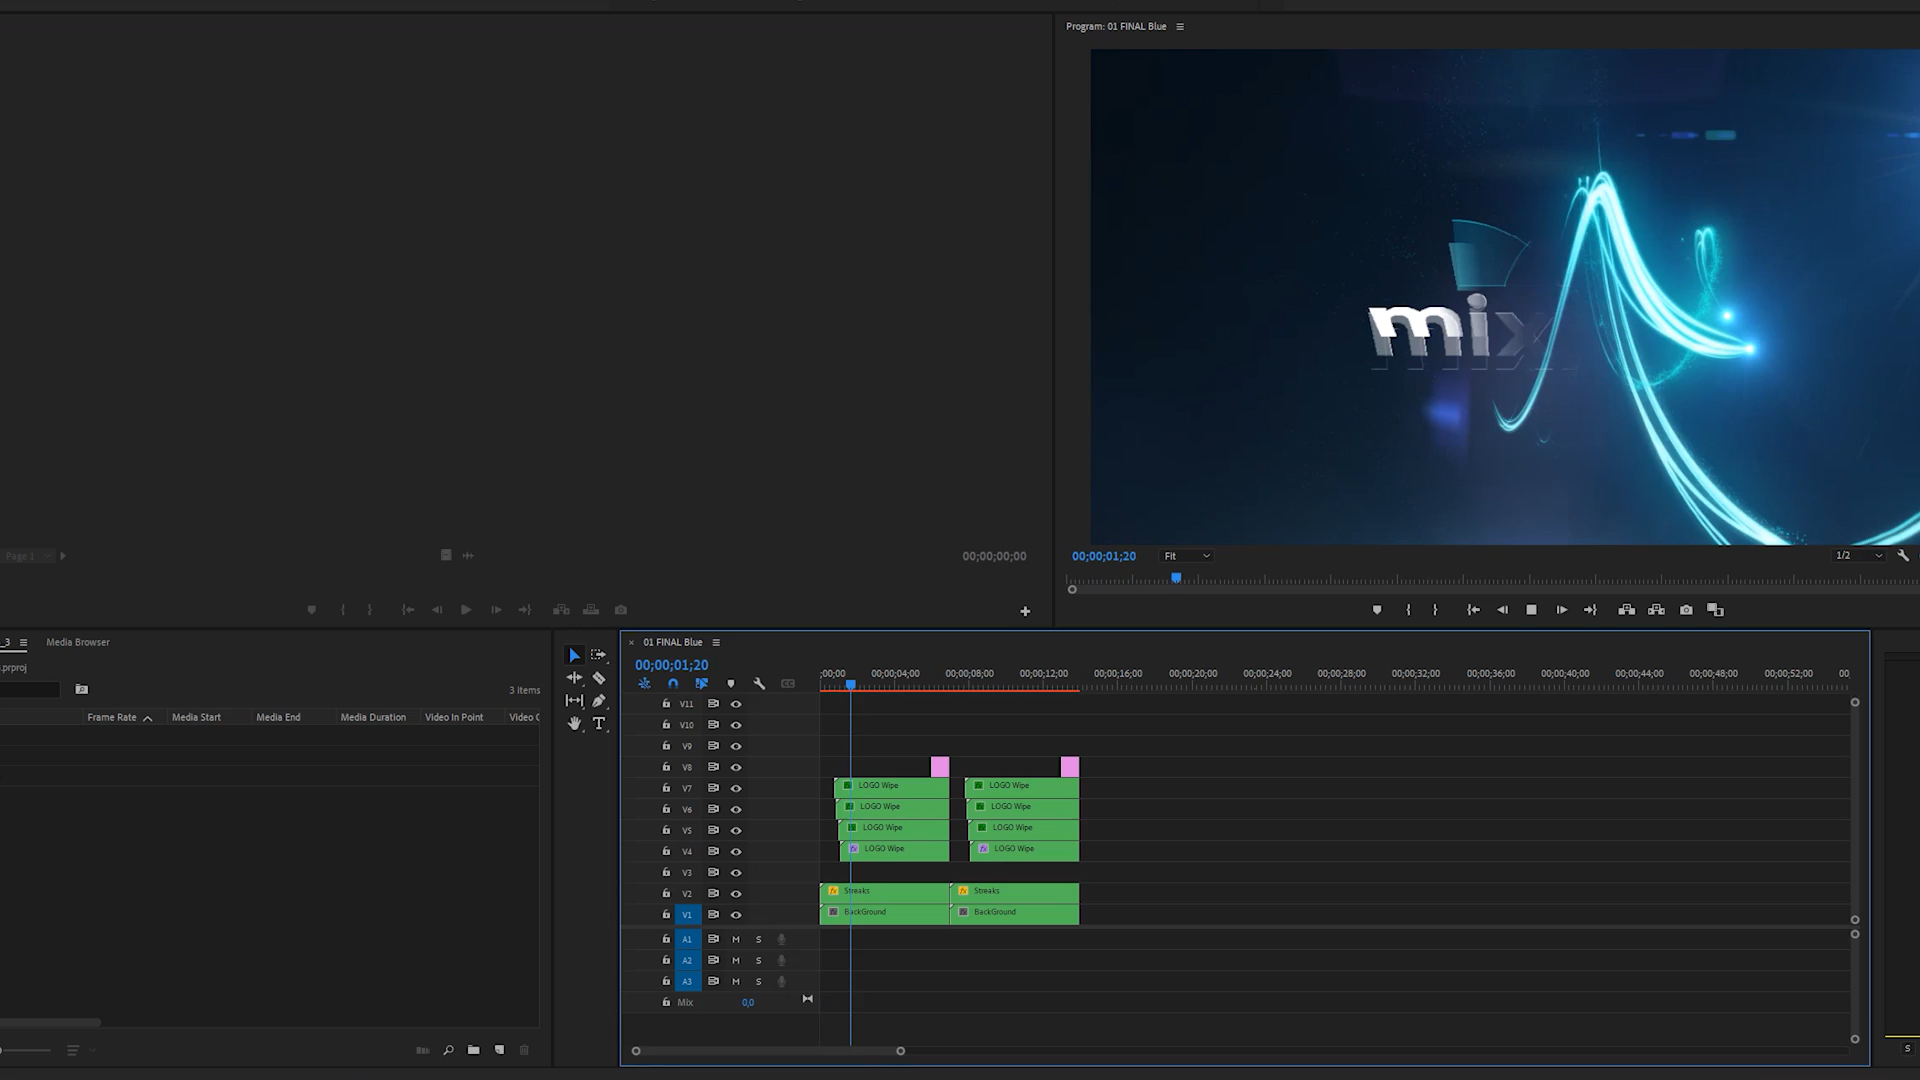 Program: 01 FINAL Blue
mix
Page 1
00;00;00;00
00;00;01;20
Fit
1/2
_3
Media Browser
.prproj
3 items
Frame Rate
Media Start
Media End
Media Duration
Video In Point
Video O
01 FINAL Blue
00;00;01;20
;00;00
00;00;04;00
00;00;08;00
00;00;12;00
00;00;16;00
00;00;20;00
00;00;24;00
00;00;28;00
00;00;32;00
00;00;36;00
00;00;40;00
00;00;44;00
00;00;48;00
00;00;52;00
00
V11
V10
V9
V8
V7 LOGO Wipe LOGO Wipe
V6 LOGO Wipe LOGO Wipe
V5 LOGO Wipe LOGO Wipe
V4 fx LOGO Wipe fx LOGO Wipe
V3
V2 fx Streaks fx Streaks
V1 fx BackGround fx BackGround
A1 M S
A2 M S
A3 M S
Mix 0,0
S